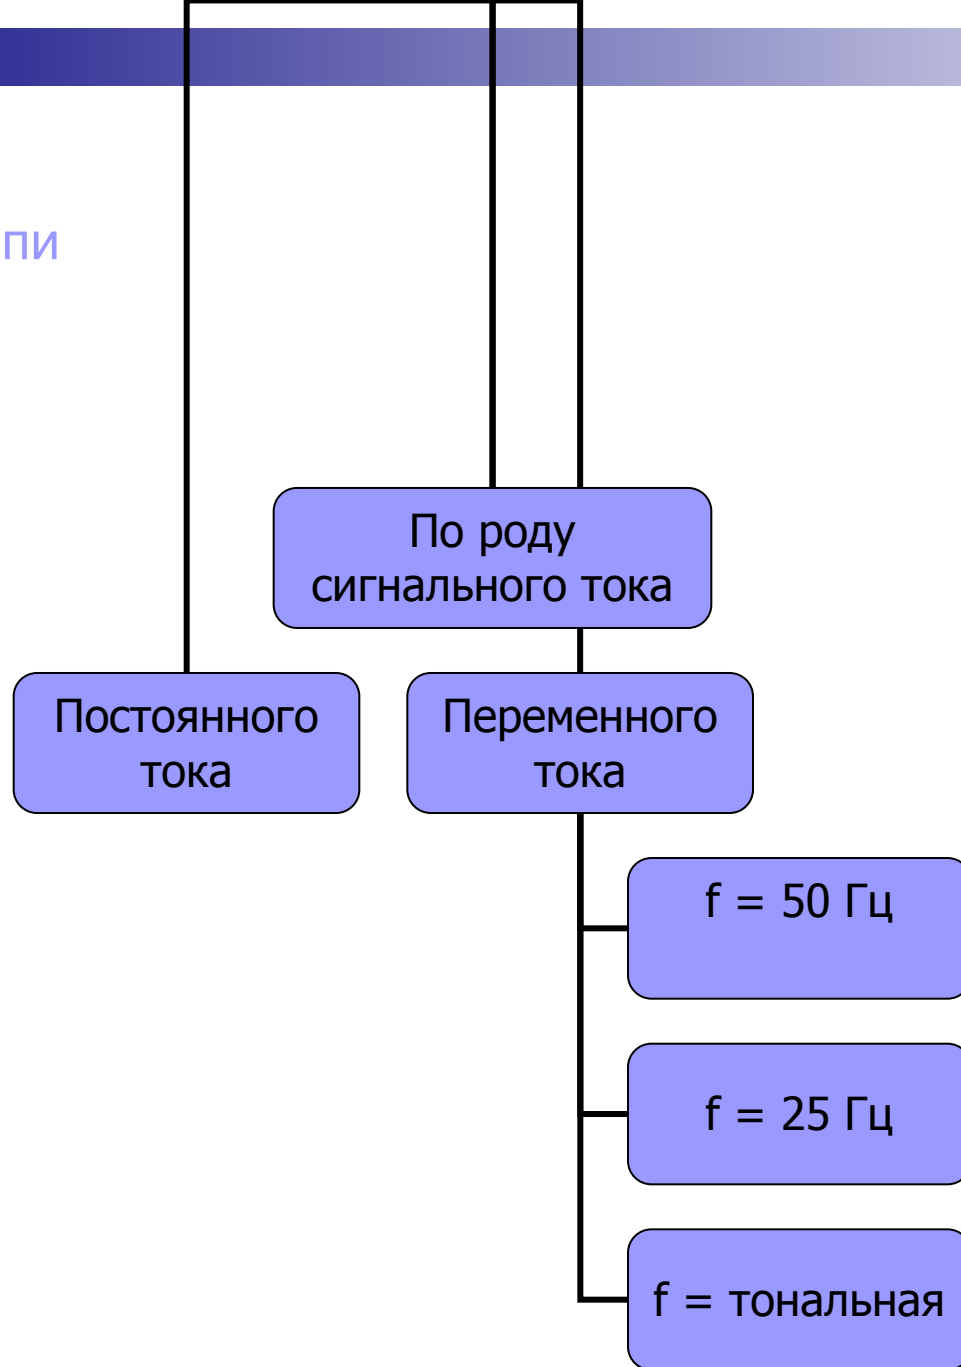 пи
По роду
сигнального тока
Постоянного
тока
Переменного
тока
f = 50 Гц
f = 25 Гц
f = тональная